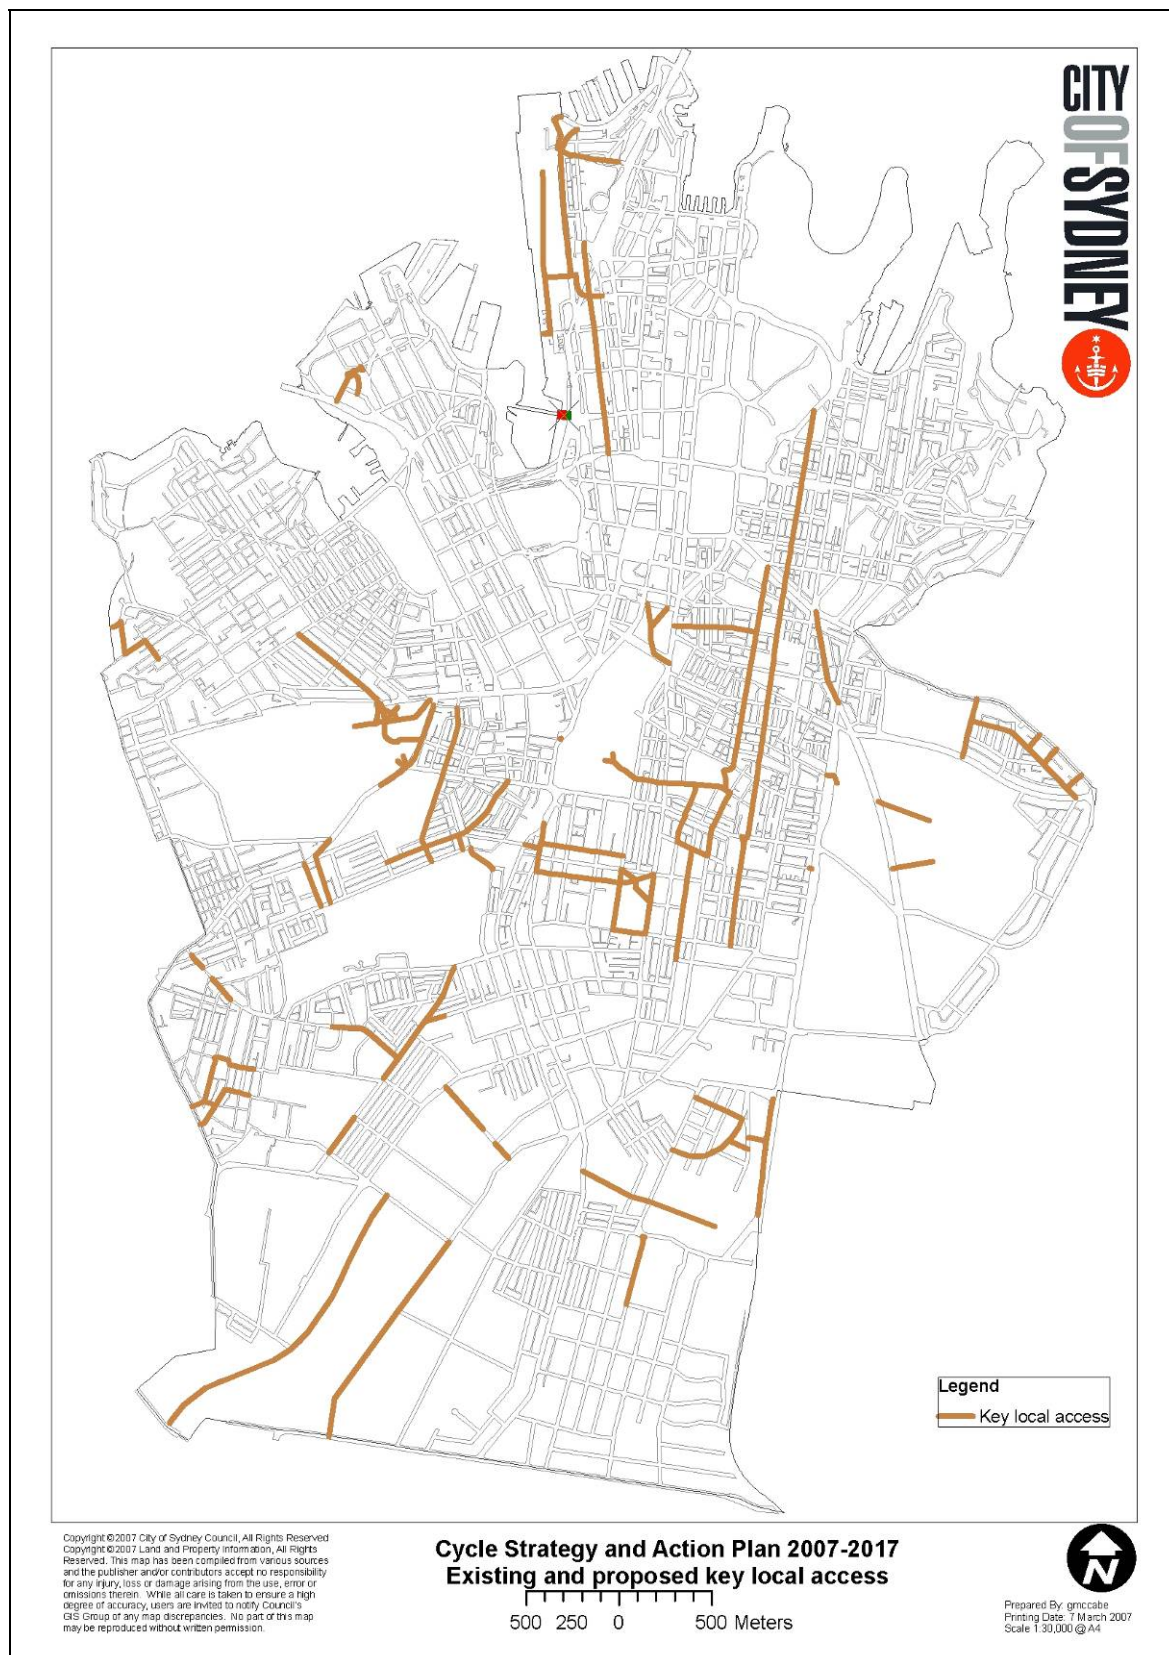 CITY OF SYDNEY
Legend
Key local access
Copyright ©2007 City of Sydney Council, All Rights Reserved
Copyright ©2007 Land and Property Information, All Rights
Reserved. This map has been compiled from various sources
and the publisher and/or contributors accept no responsibility
for any injury, loss or damage arising from the use, error or
omissions therein. While all care is taken to ensure a high
degree of accuracy, users are invited to notify Council's
GIS Group of any map discrepancies. No part of this map
may be reproduced without written permission.
Cycle Strategy and Action Plan 2007-2017
Existing and proposed key local access
500 250 0 500 Meters
N
Prepared By: gmccabe
Printing Date: 7 March 2007
Scale 1:30,000 @ A4